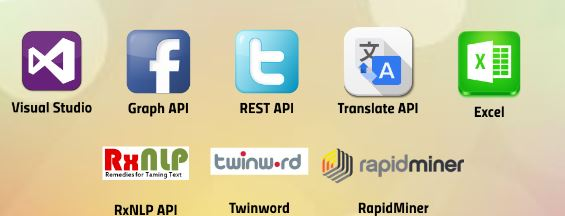 Visual Studio
Graph API
REST API
Translate API
Excel
RxNLP
Remedies for Taming Text
twinword
rapidminer
RxNLP API
Twinword
RapidMiner